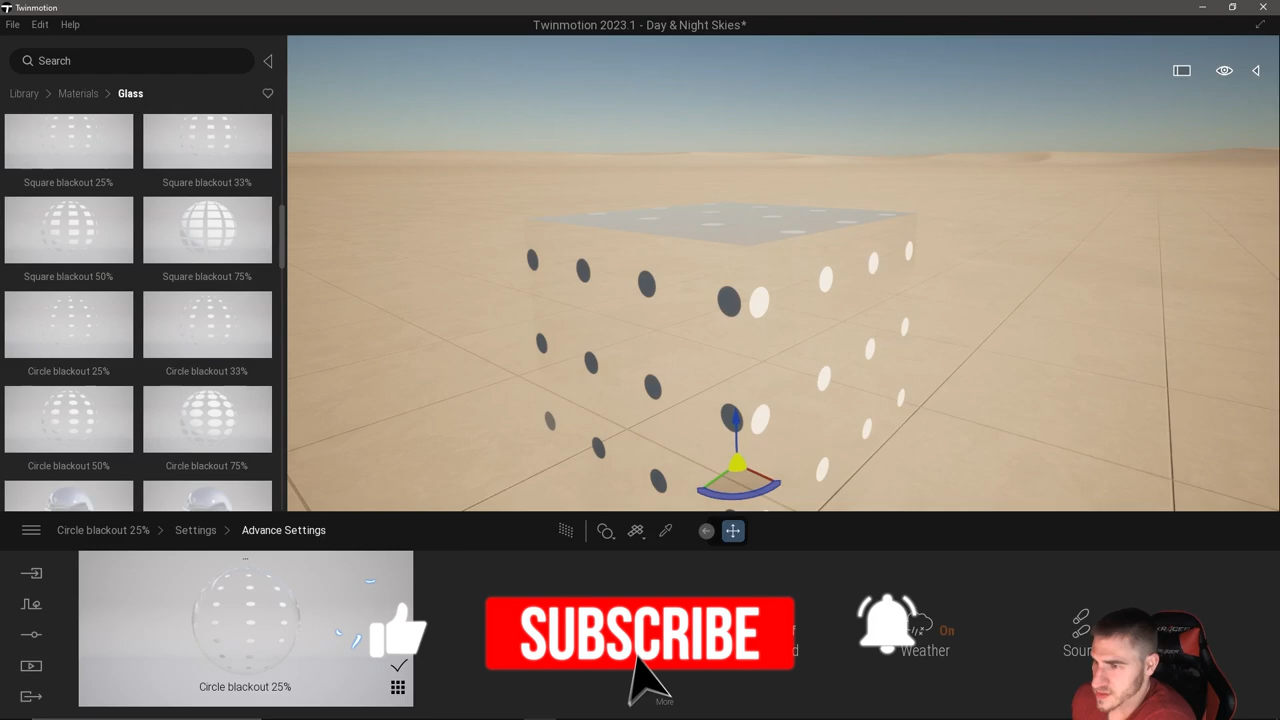 Twinmotion
File Edit Help
Twinmotion 2023.1 - Day & Night Skies*
Search
Library > Materials > Glass
Square blackout 25%
Square blackout 33%
Square blackout 50%
Square blackout 75%
Circle blackout 25%
Circle blackout 33%
Circle blackout 50%
Circle blackout 75%
Circle blackout 25% > Settings > Advance Settings
...
Circle blackout 25%
SUBSCRIBE
More
On
Weather